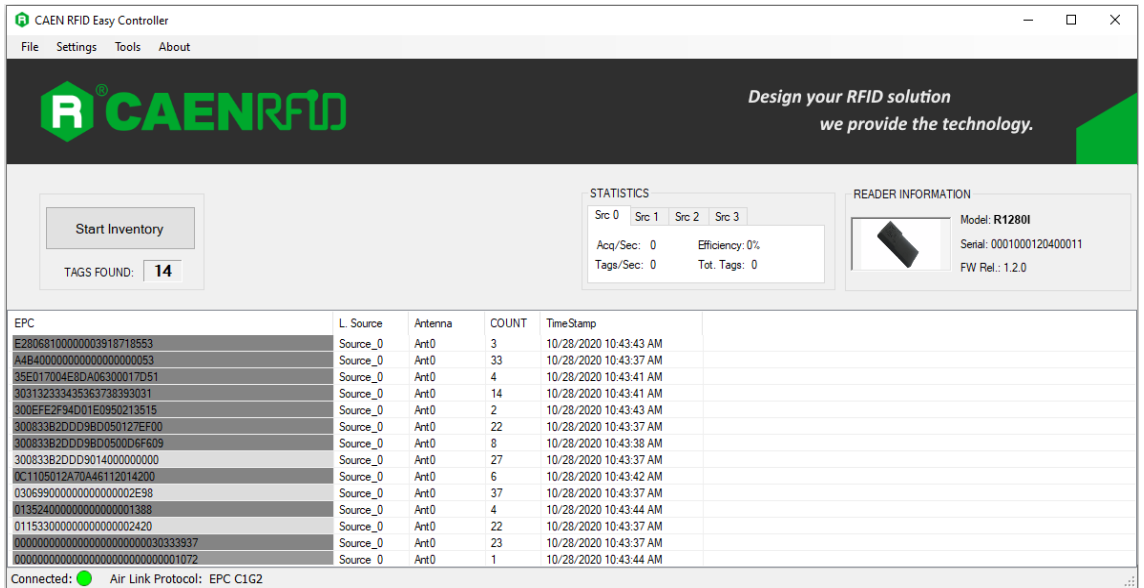 CAEN RFID Easy Controller
File Settings Tools About
R ® CAENRFID
Design your RFID solution
we provide the technology.
Start Inventory
TAGS FOUND: 14
STATISTICS
Src 0 Src 1 Src 2 Src 3
Acq/Sec: 0 Efficiency: 0%
Tags/Sec: 0 Tot. Tags: 0
READER INFORMATION
Model: R1280I
Serial: 0001000120400011
FW Rel.: 1.2.0
EPC L. Source Antenna COUNT TimeStamp
E28068100000003918718553 Source_0 Ant0 3 10/28/2020 10:43:43 AM
A4B400000000000000000053 Source_0 Ant0 33 10/28/2020 10:43:37 AM
35E017004E8DA06300017D51 Source_0 Ant0 4 10/28/2020 10:43:41 AM
303132333435363738393031 Source_0 Ant0 14 10/28/2020 10:43:41 AM
300EFE2F94D01E0950213515 Source_0 Ant0 2 10/28/2020 10:43:43 AM
300833B2DDD9BD050127EF00 Source_0 Ant0 22 10/28/2020 10:43:37 AM
300833B2DDD9BD0500D6F609 Source_0 Ant0 8 10/28/2020 10:43:38 AM
300833B2DDD9014000000000 Source_0 Ant0 27 10/28/2020 10:43:37 AM
0C1105012A70A46112014200 Source_0 Ant0 6 10/28/2020 10:43:42 AM
030699000000000000002E98 Source_0 Ant0 37 10/28/2020 10:43:37 AM
013524000000000000001388 Source_0 Ant0 4 10/28/2020 10:43:44 AM
011533000000000000002420 Source_0 Ant0 22 10/28/2020 10:43:37 AM
00000000000000000000000030333937 Source_0 Ant0 23 10/28/2020 10:43:37 AM
00000000000000000000000000001072 Source_0 Ant0 1 10/28/2020 10:43:44 AM
Connected: Air Link Protocol: EPC C1G2